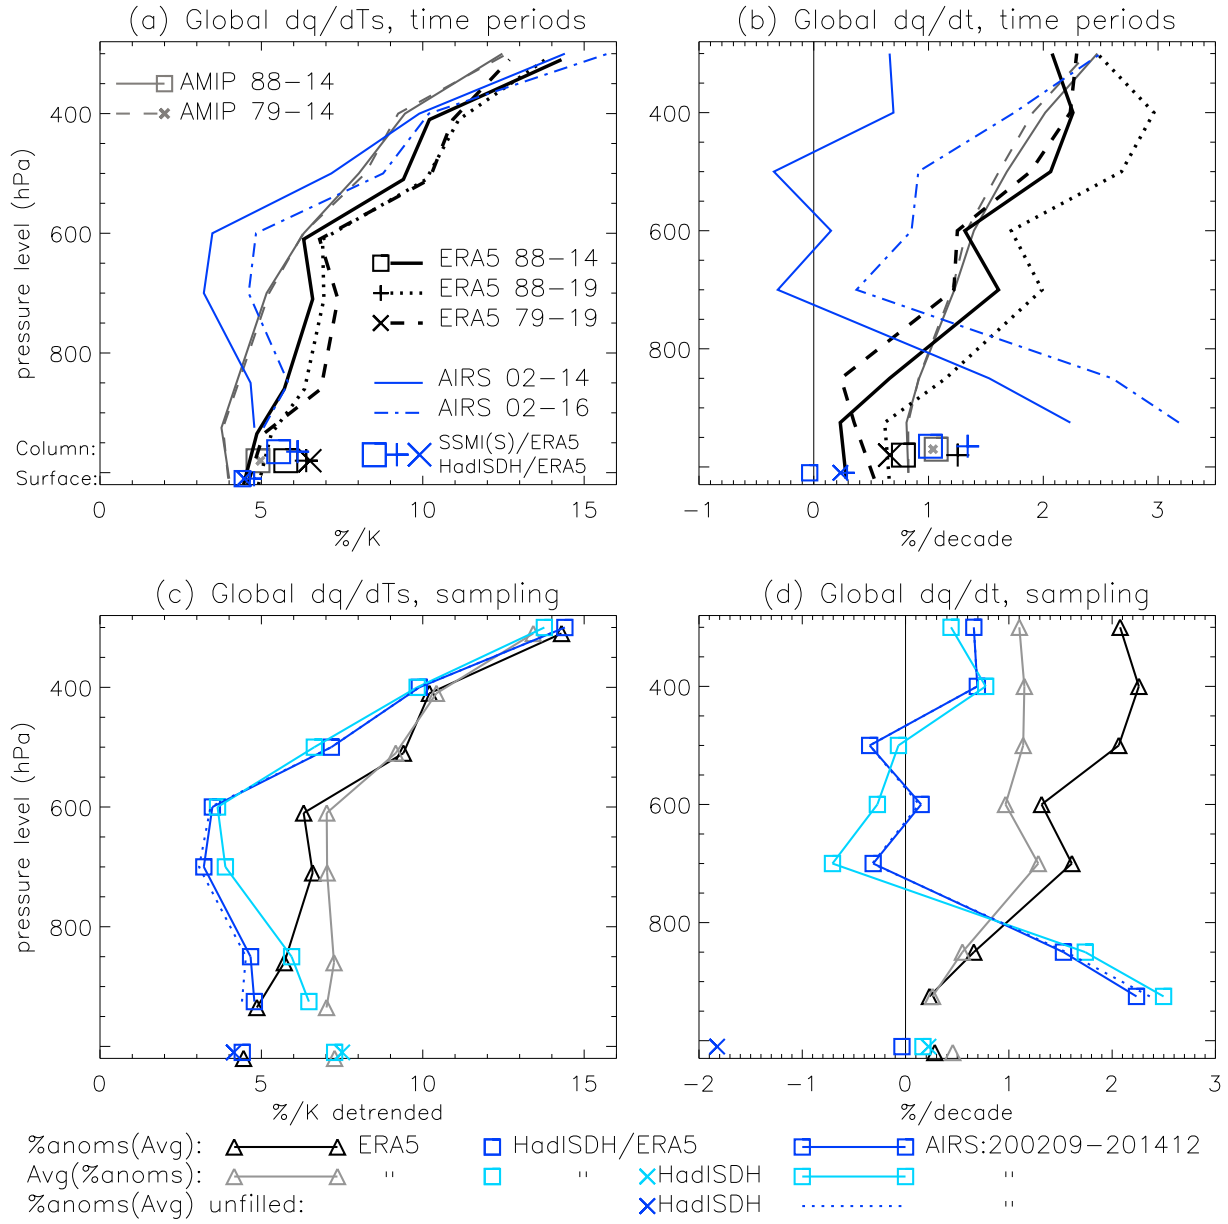 (a) Global dq/dTs, time periods
(b) Global dq/dt, time periods
AMIP 88-14
AMIP 79-14
400
600
800
pressure level (hPa)
ERA5 88-14
ERA5 88-19
ERA5 79-19
AIRS 02-14
AIRS 02-16
SSMI(S)/ERA5
HadISDH/ERA5
Column:
Surface:
0 5 10 15
%/K
400
600
800
-1 0 1 2 3
%/decade
(c) Global dq/dTs, sampling
(d) Global dq/dt, sampling
400
600
800
pressure level (hPa)
0 5 10 15
%/K detrended
400
600
800
-2 -1 0 1 2 3
%/decade
%anoms(Avg): ERA5 HadISDH/ERA5 AIRS:200209-201412
Avg(%anoms): " " HadISDH "
%anoms(Avg) unfilled: HadISDH "